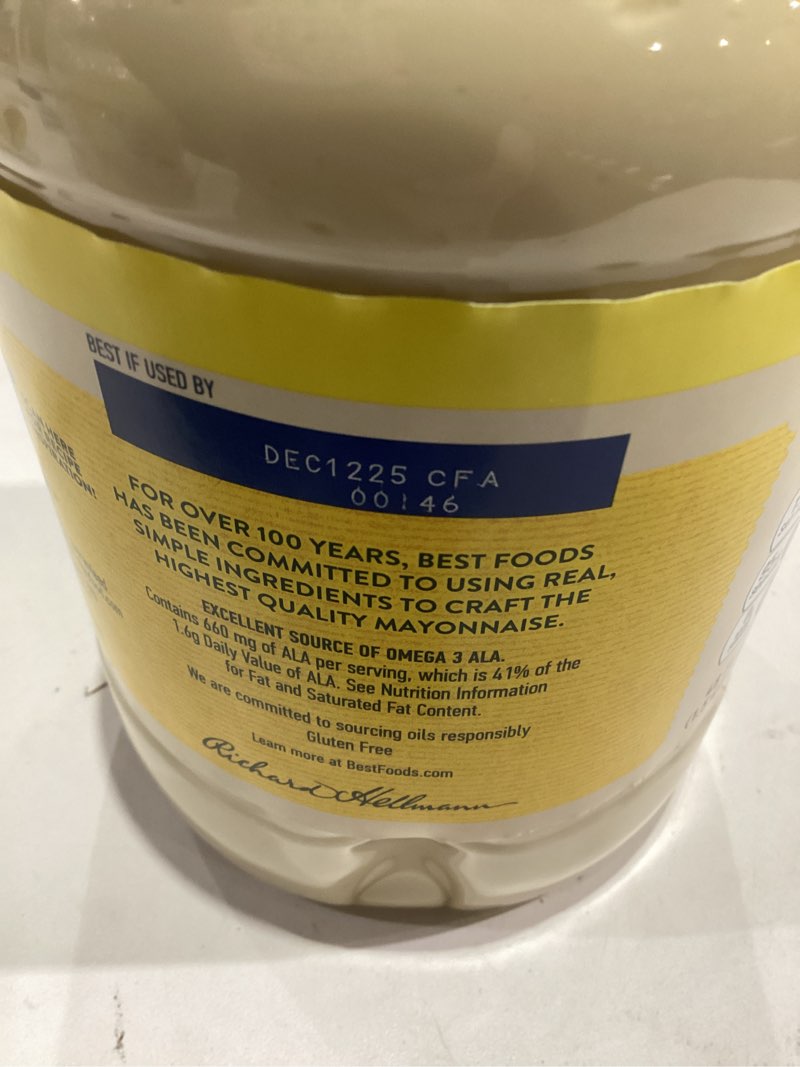 BEST IF USED BY
DEC1225 CFA
00:46
FOR OVER 100 YEARS, BEST FOODS
HAS BEEN COMMITTED TO USING REAL,
SIMPLE INGREDIENTS TO CRAFT THE
HIGHEST QUALITY MAYONNAISE.
EXCELLENT SOURCE OF OMEGA 3 ALA.
Contains 660 mg of ALA per serving, which is 41% of the
1.6g Daily Value of ALA. See Nutrition Information
for Fat and Saturated Fat Content.
We are committed to sourcing oils responsibly
Gluten Free
Learn more at BestFoods.com
Richard Hellmann
HERE